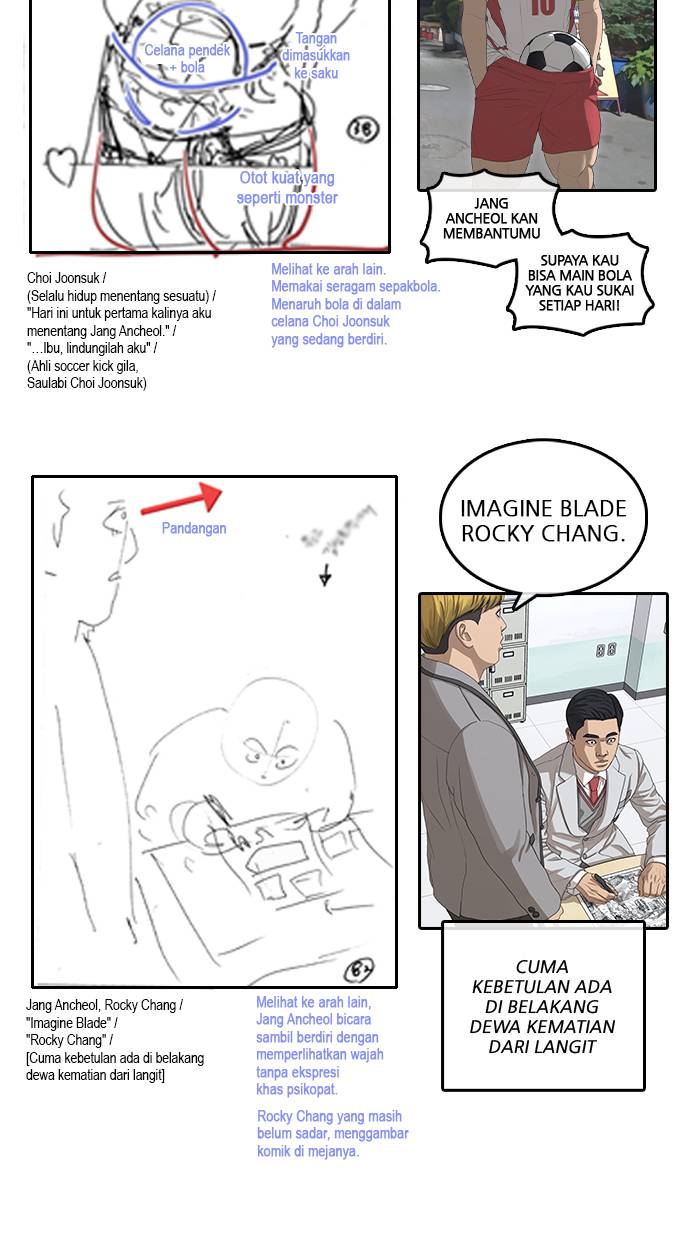 10
Celana pendek
+ bola
Tangan
dimasukkan
ke saku
38
Otot kuat yang
seperti monster
JANG
ANCHEOL KAN
MEMBANTUMU
SUPAYA KAU
BISA MAIN BOLA
YANG KAU SUKAI
SETIAP HARI!
Choi Joonsuk /
(Selalu hidup menentang sesuatu) /
"Hari ini untuk pertama kalinya aku
menentang Jang Ancheol." /
"...Ibu, lindungilah aku" /
(Ahli soccer kick gila,
Saulabi Choi Joonsuk)
Melihat ke arah lain.
Memakai seragam sepakbola.
Menaruh bola di dalam
celana Choi Joonsuk
yang sedang berdiri.
IMAGINE BLADE
ROCKY CHANG.
Pandangan
CUMA
KEBETULAN ADA
DI BELAKANG
DEWA KEMATIAN
DARI LANGIT
Jang Ancheol, Rocky Chang /
"Imagine Blade" /
"Rocky Chang" /
[Cuma kebetulan ada di belakang
dewa kematian dari langit]
Melihat ke arah lain,
Jang Ancheol bicara
sambil berdiri dengan
memperlihatkan wajah
tanpa ekspresi
khas psikopat.
Rocky Chang yang masih
belum sadar, menggambar
komik di mejanya.